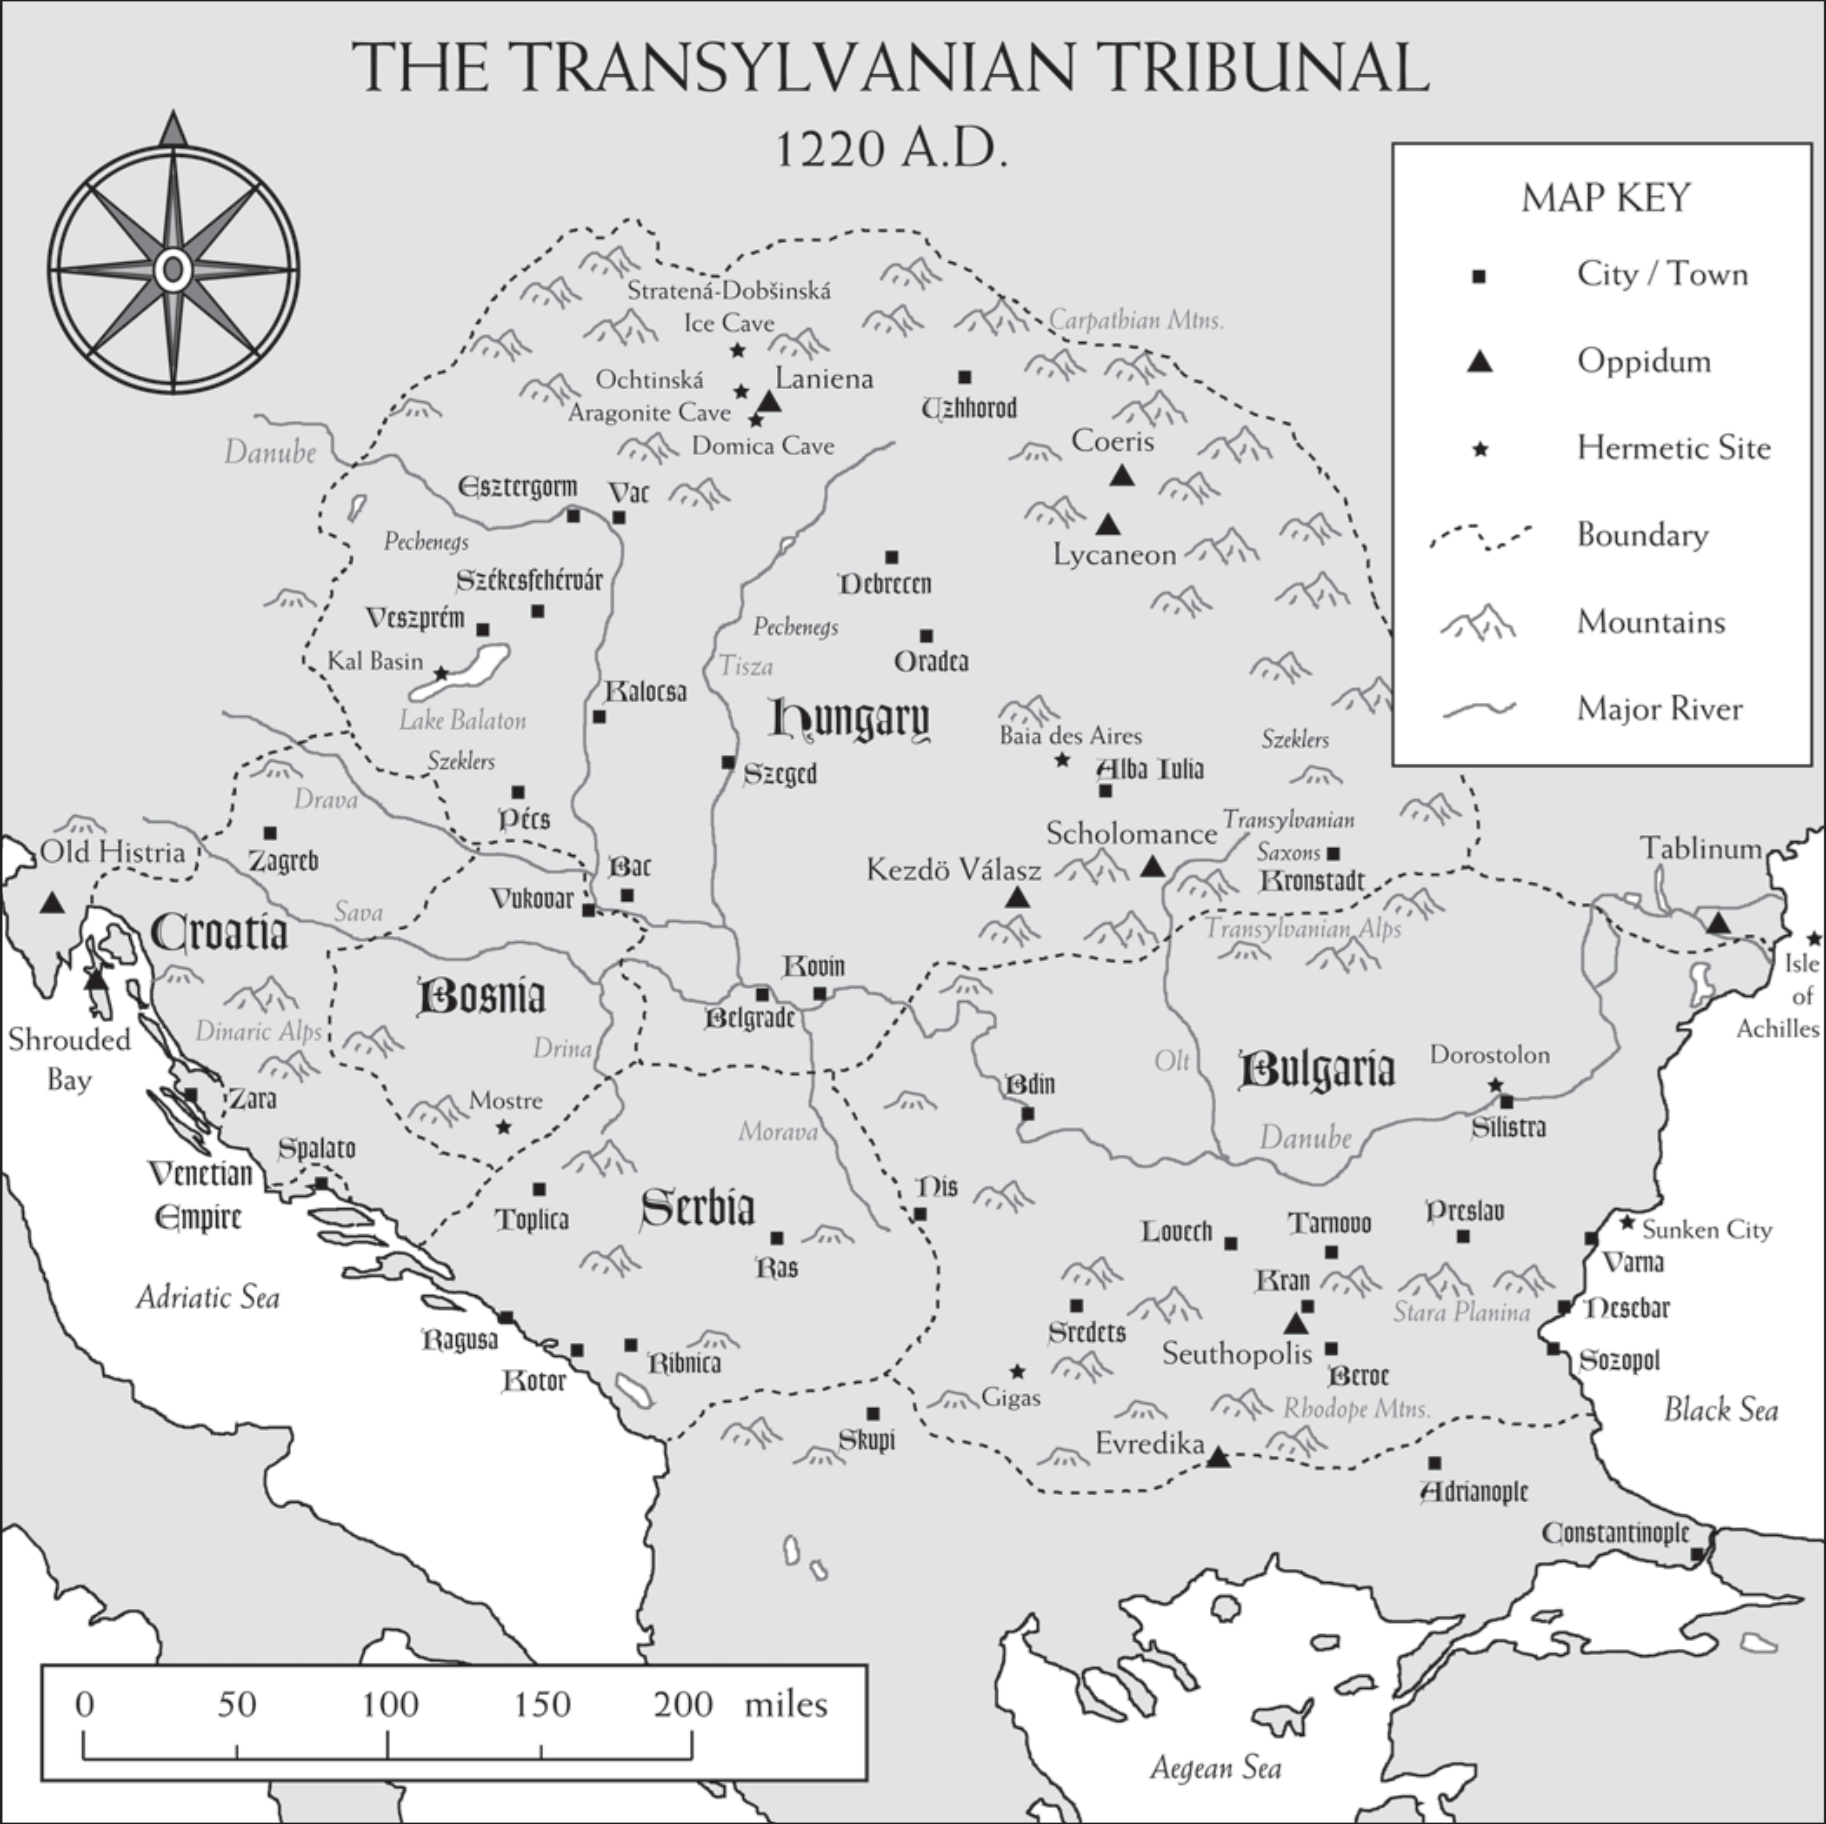 THE TRANSYLVANIAN TRIBUNAL
1220 A.D.
MAP KEY
City / Town
Oppidum
Hermetic Site
Boundary
Mountains
Major River
Stratená-Dobšinská
Ice Cave
Carpathian Mtns.
Ochtinská
Aragonite Cave
Laniena
Domica Cave
Uzhhorod
Danube
Coeris
Esztergorm
Vac
Pechenegs
Lycaneon
Székesfehérvár
Debrecen
Veszprém
Pechenegs
Kal Basin
Tisza
Oradea
Kalocsa
Lake Balaton
Hungary
Baia des Aires
Szeklers
Szeklers
Szeged
Alba Iulia
Drava
Pécs
Transylvanian
Saxons
Scholomance
Old Histria
Zagreb
Bac
Kezdö Válasz
Kronstadt
Tablinum
Vukovar
Sava
Croatia
Transylvanian Alps
Bosnia
Kovin
Isle
of
Achilles
Belgrade
Dinaric Alps
Shrouded
Bay
Drina
Olt
Bulgaria
Dorostolon
Bdin
Zara
Mostre
Morava
Danube
Silistra
Spalato
Venetian
Empire
Nis
Toplica
Serbia
Lovech
Tarnovo
Preslav
Sunken City
Varna
Ras
Kran
Adriatic Sea
Stara Planina
Nesebar
Sredets
Ragusa
Seuthopolis
Sozopol
Kotor
Ribnica
Beroe
Gigas
Rhodope Mtns.
Black Sea
Skupi
Evredika
Adrianople
Constantinople
0 50 100 150 200 miles
Aegean Sea